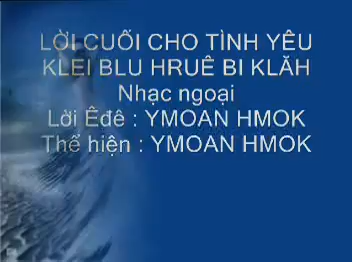 LỜI CUỐI CHO TÌNH YÊU
KLEI BLU HRUÊ BI KLĂH
Nhạc ngoại
Lời Êđê : YMOAN HMOK
Thể hiện : YMOAN HMOK